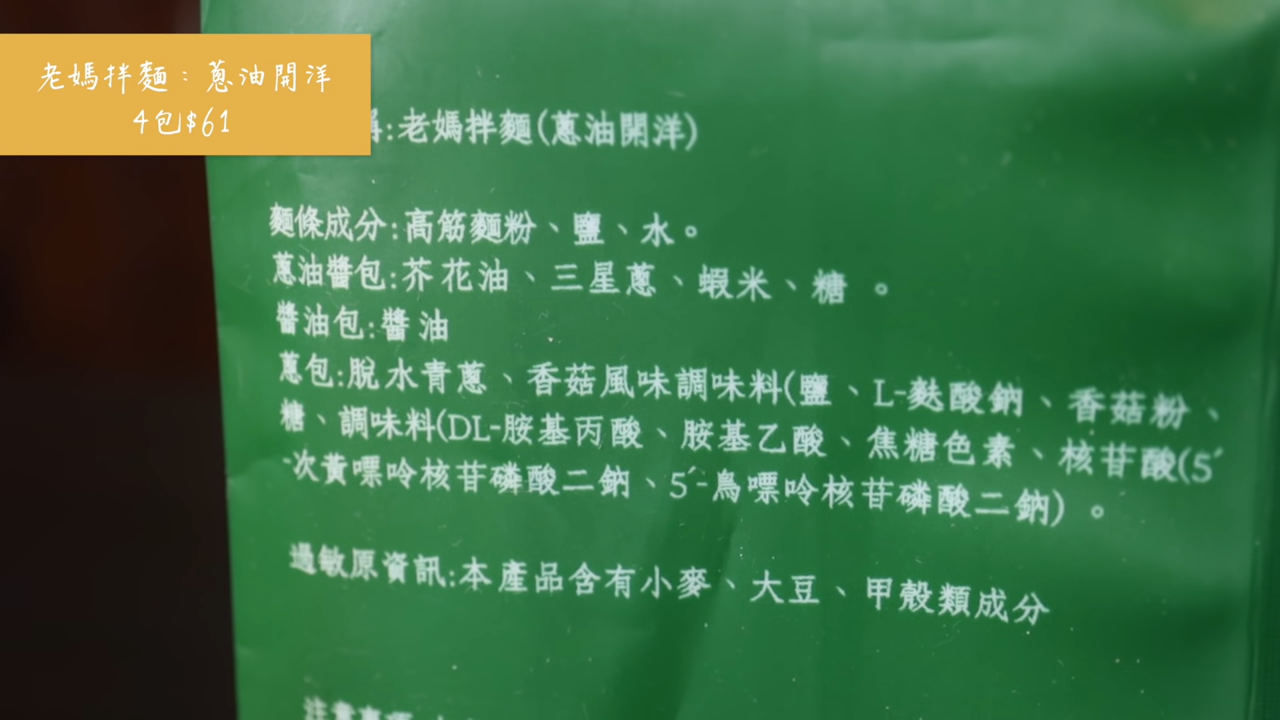 老媽拌麵：蔥油開洋
4包$61
稱:老媽拌麵(蔥油開洋)
麵條成分:高筋麵粉、鹽、水。
蔥油醬包:芥花油、三星蔥、蝦米、糖。
醬油包:醬油
蔥包:脫水青蔥、香菇風味調味料(鹽、L-麩酸鈉、香菇粉、
糖、調味料(DL-胺基丙酸、胺基乙酸、焦糖色素、核苷酸(5´
-次黃嘌呤核苷磷酸二鈉、5´-鳥嘌呤核苷磷酸二鈉)。
過敏原資訊:本產品含有小麥、大豆、甲殼類成分